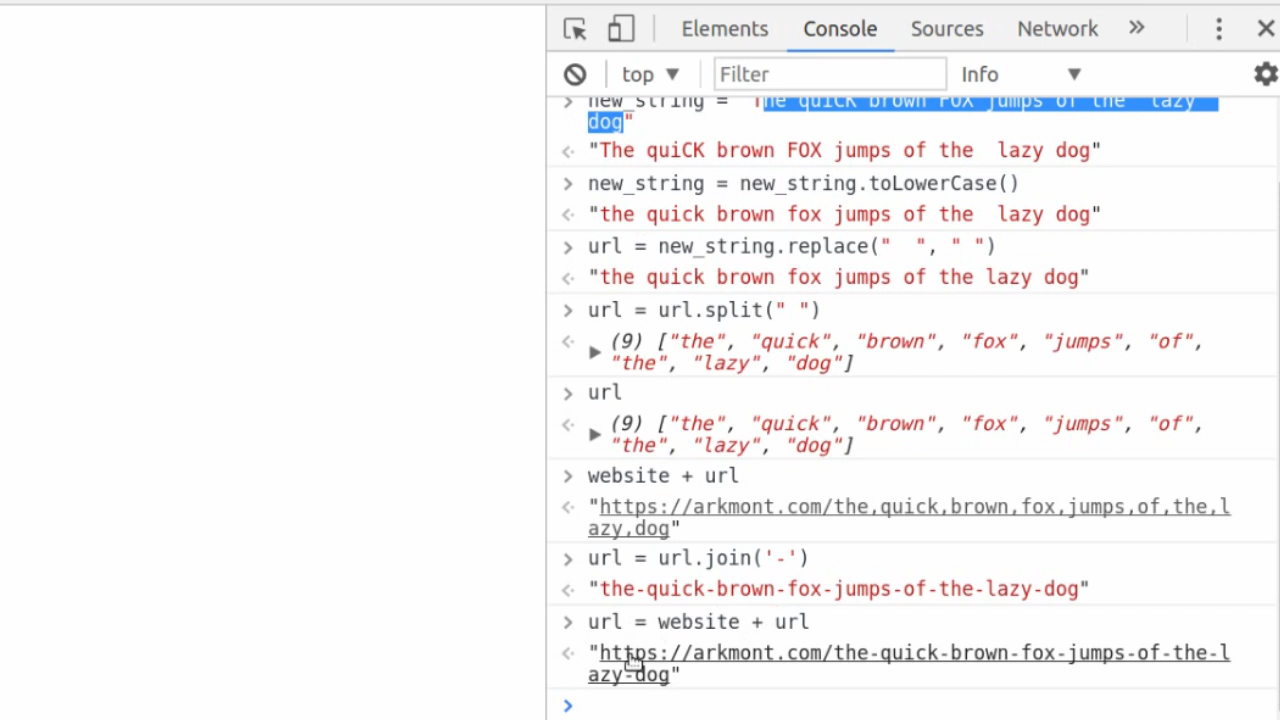 Elements Console Sources Network »
top ▼ Filter Info ▼
> new_string = "The quiCK brown FOX jumps of the  lazy
dog"
"The quiCK brown FOX jumps of the  lazy dog"
> new_string = new_string.toLowerCase()
"the quick brown fox jumps of the  lazy dog"
> url = new_string.replace("  ", " ")
"the quick brown fox jumps of the lazy dog"
> url = url.split(" ")
(9) ["the", "quick", "brown", "fox", "jumps", "of",
"the", "lazy", "dog"]
> url
(9) ["the", "quick", "brown", "fox", "jumps", "of",
"the", "lazy", "dog"]
> website + url
"https://arkmont.com/the,quick,brown,fox,jumps,of,the,l
azy,dog"
> url = url.join('-')
"the-quick-brown-fox-jumps-of-the-lazy-dog"
> url = website + url
"https://arkmont.com/the-quick-brown-fox-jumps-of-the-l
azy-dog"
>